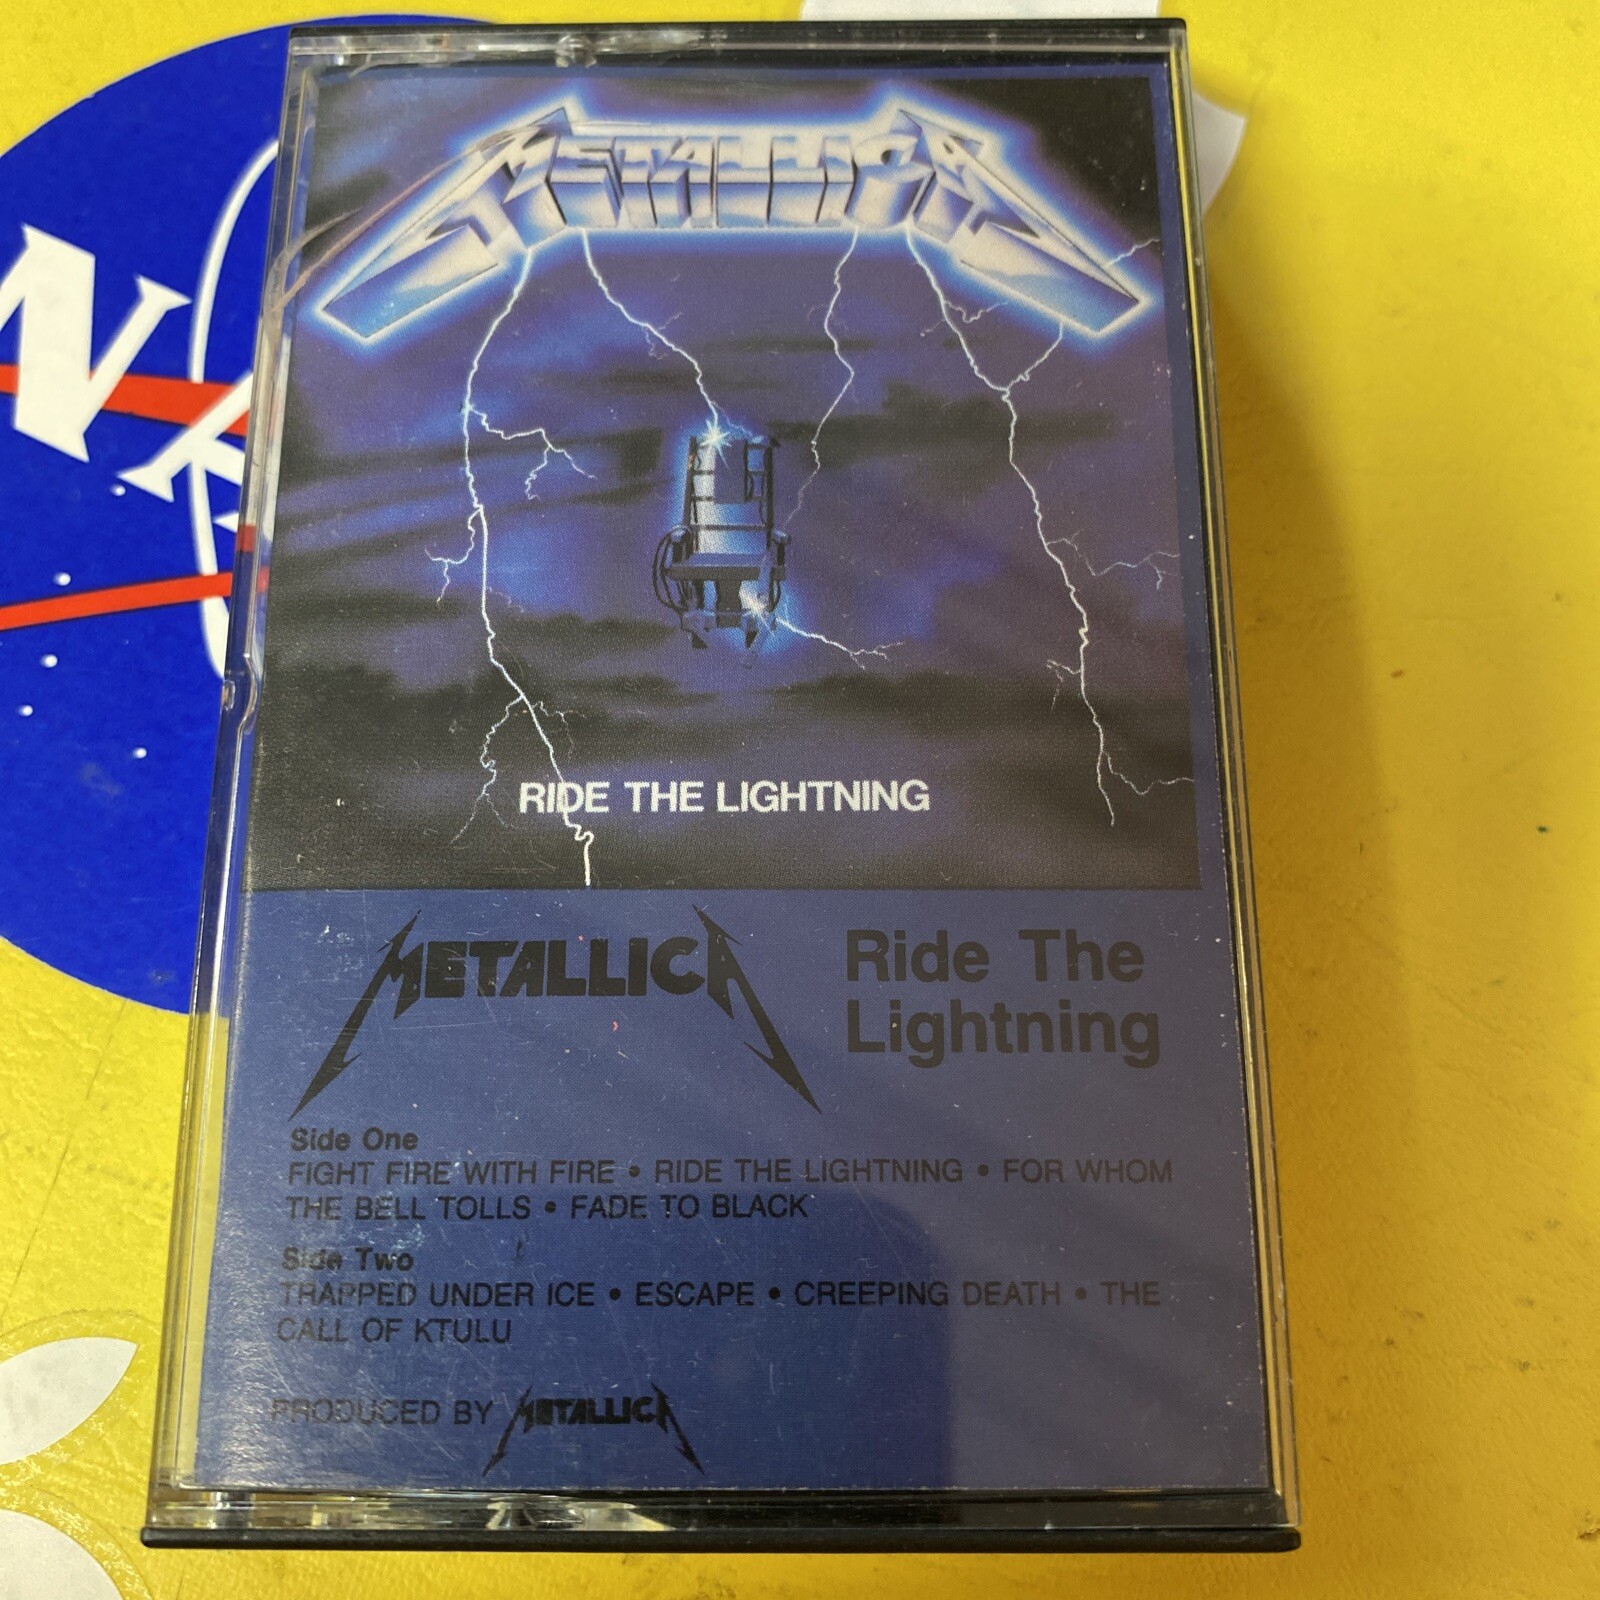 METALLICA
RIDE THE LIGHTNING
METALLICA
Ride The
Lightning
Side One
FIGHT FIRE WITH FIRE • RIDE THE LIGHTNING • FOR WHOM
THE BELL TOLLS • FADE TO BLACK
Side Two
TRAPPED UNDER ICE • ESCAPE • CREEPING DEATH • THE
CALL OF KTULU
PRODUCED BY METALLICA